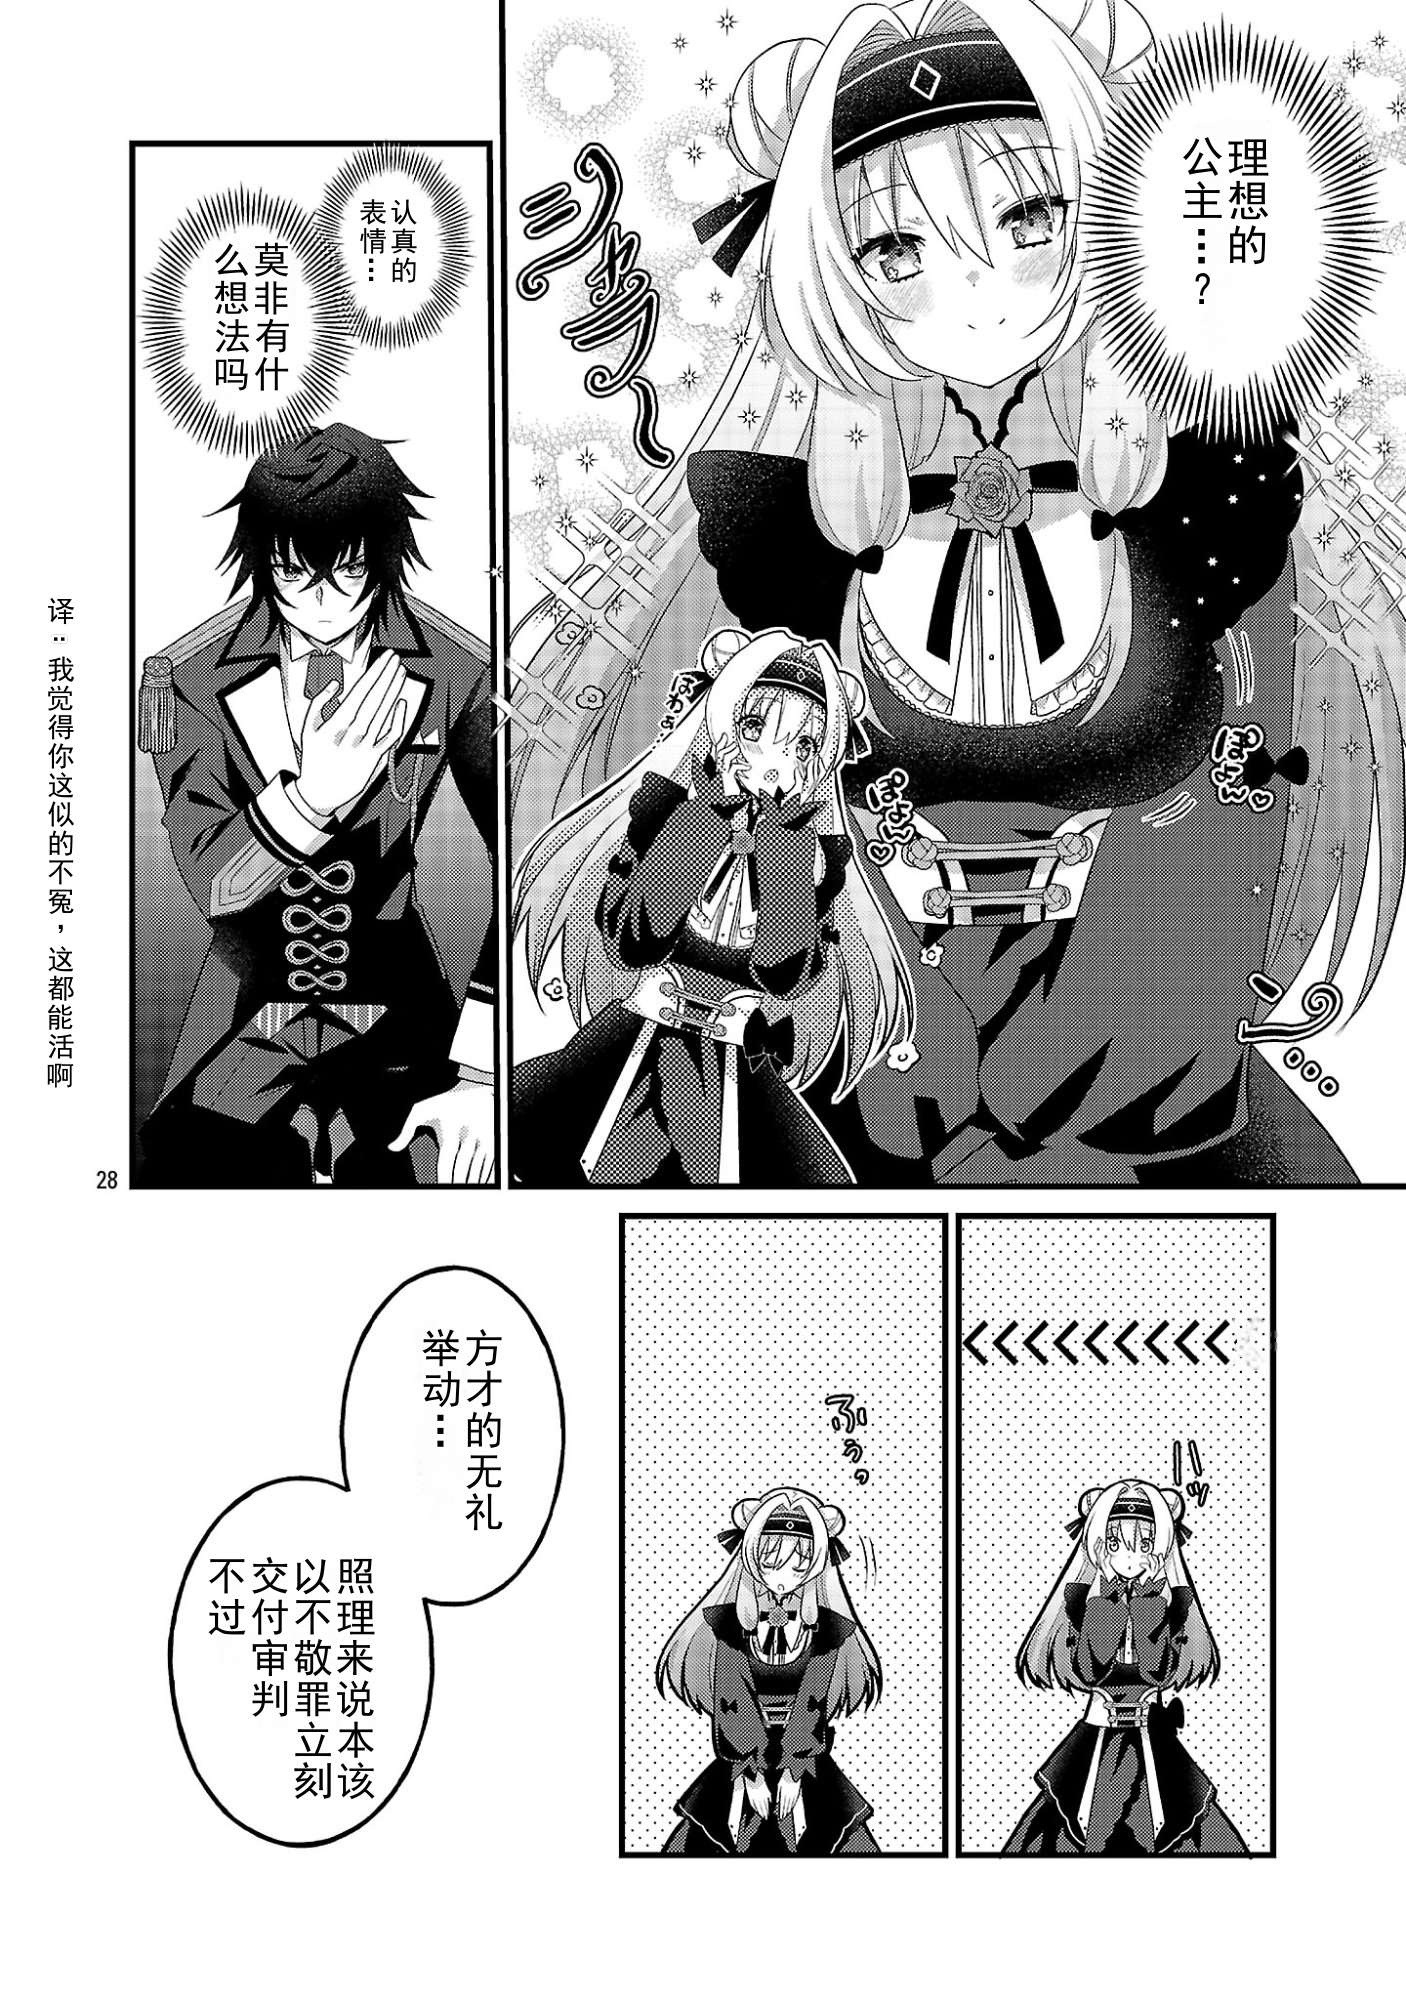 理想的
公主…？
シャラ～ン
ぽよん♡
ぽよん♡
ぽわぁ
認真的
表情…
莫非有什
么想法吗
译：我觉得你这似的不冤，这都能活啊
28
ふぅっ
方才的无礼
举动…
照理来说本该
以不敬罪立刻
交付审判
不过